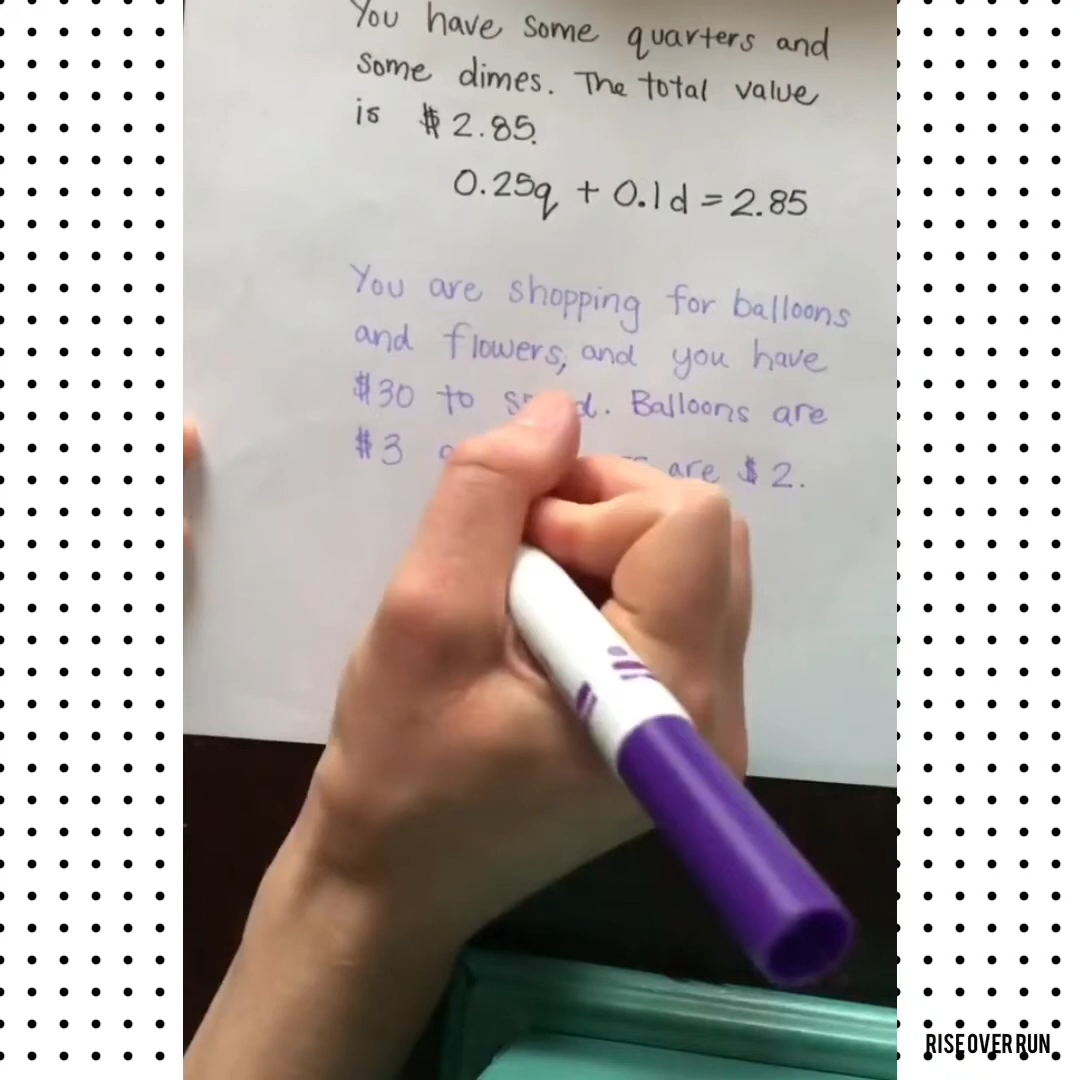 You have some quarters and
some dimes. The total value
is $2.85.
0.25q + 0.1d = 2.85
You are shopping for balloons
and flowers, and you have
$30 to . Balloons are
$3 are $2.
RISE OVER RUN